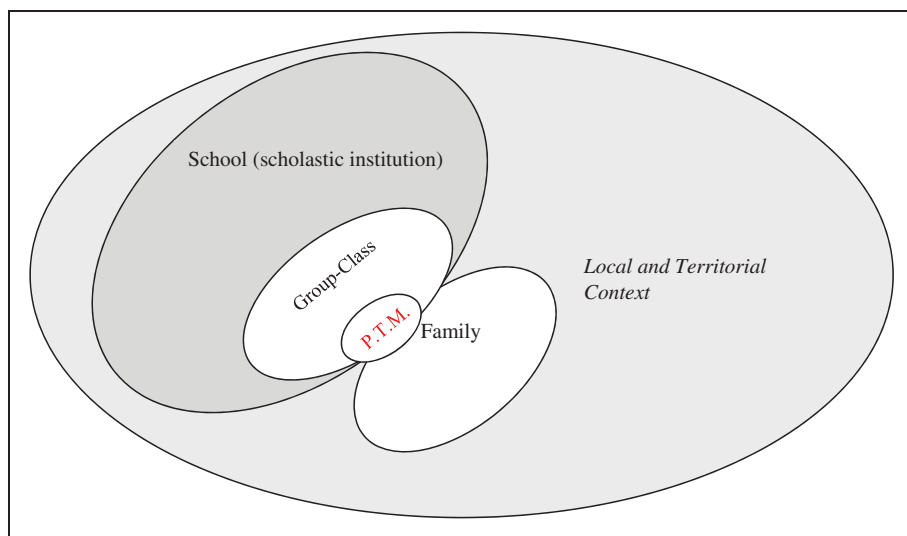 School (scholastic institution)
Group-Class
Local and Territorial
Context
P.T.M.
Family